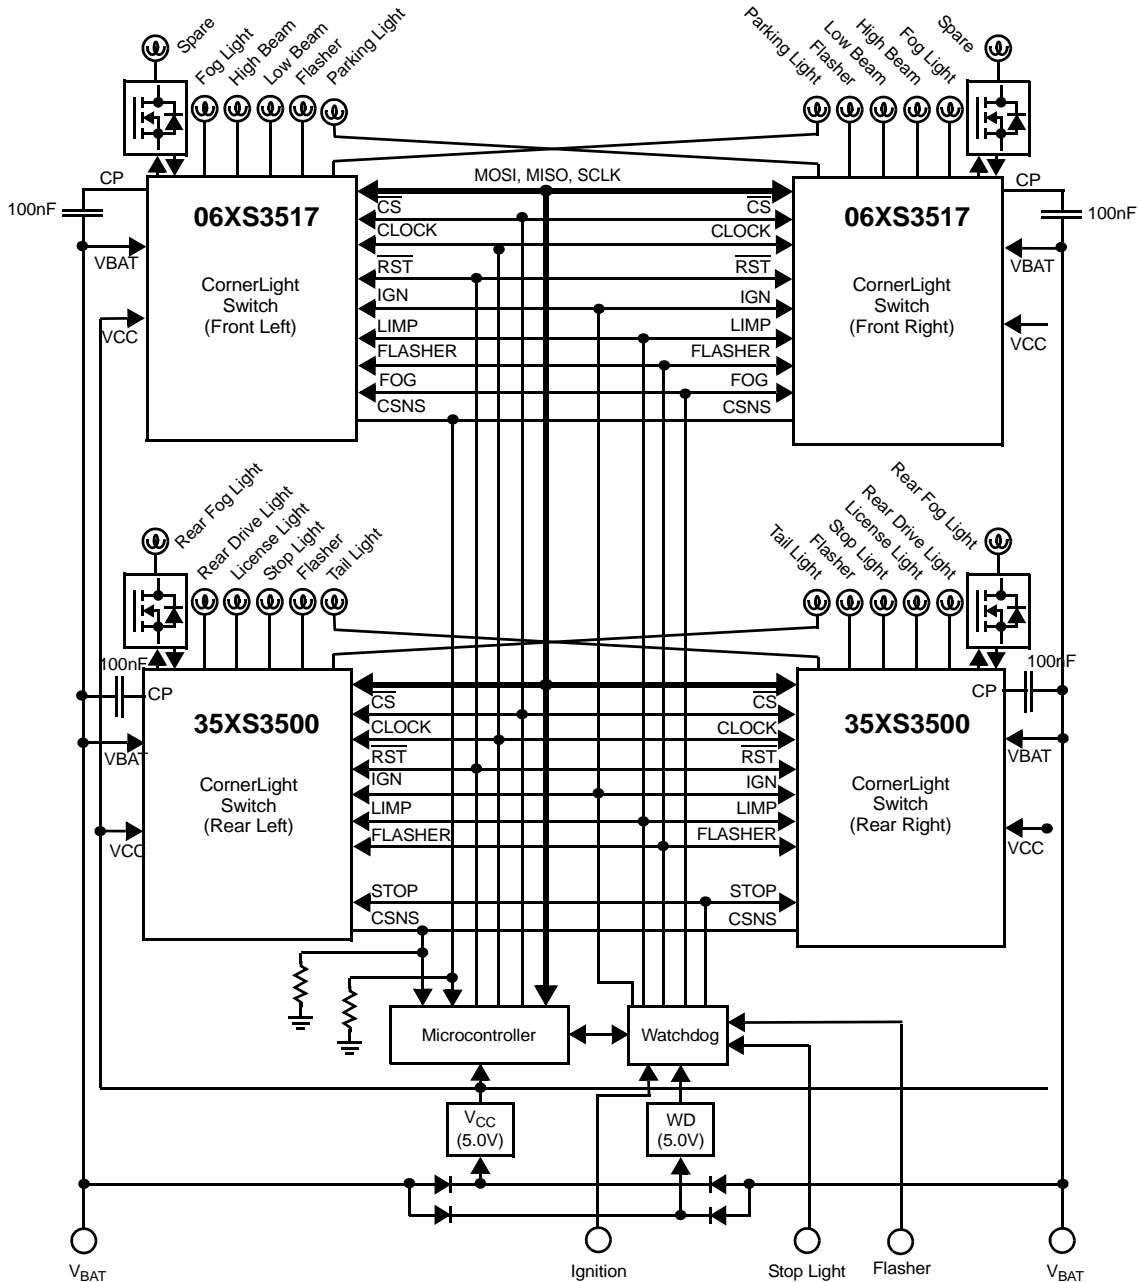 Spare
Fog Light
High Beam
Low Beam
Flasher
Parking Light
Parking Light
Flasher
Low Beam
High Beam
Fog Light
Spare
CP
MOSI, MISO, SCLK
CP
100nF
06XS3517
CS
CS
06XS3517
100nF
CLOCK
CLOCK
VBAT
RST
RST
VBAT
CornerLight
Switch
(Front Left)
IGN
IGN
CornerLight
Switch
(Front Right)
VCC
LIMP
LIMP
VCC
FLASHER
FLASHER
FOG
FOG
CSNS
CSNS
Rear Fog Light
Rear Drive Light
License Light
Stop Light
Flasher
Tail Light
Tail Light
Flasher
Stop Light
License Light
Rear Drive Light
Rear Fog Light
100nF
100nF
CP
CP
35XS3500
CS
CS
35XS3500
CLOCK
CLOCK
VBAT
RST
RST
VBAT
CornerLight
Switch
(Rear Left)
IGN
IGN
CornerLight
Switch
(Rear Right)
LIMP
LIMP
VCC
FLASHER
FLASHER
VCC
STOP
STOP
CSNS
CSNS
Microcontroller
Watchdog
VCC
(5.0V)
WD
(5.0V)
VBAT
Ignition
Stop Light
Flasher
VBAT